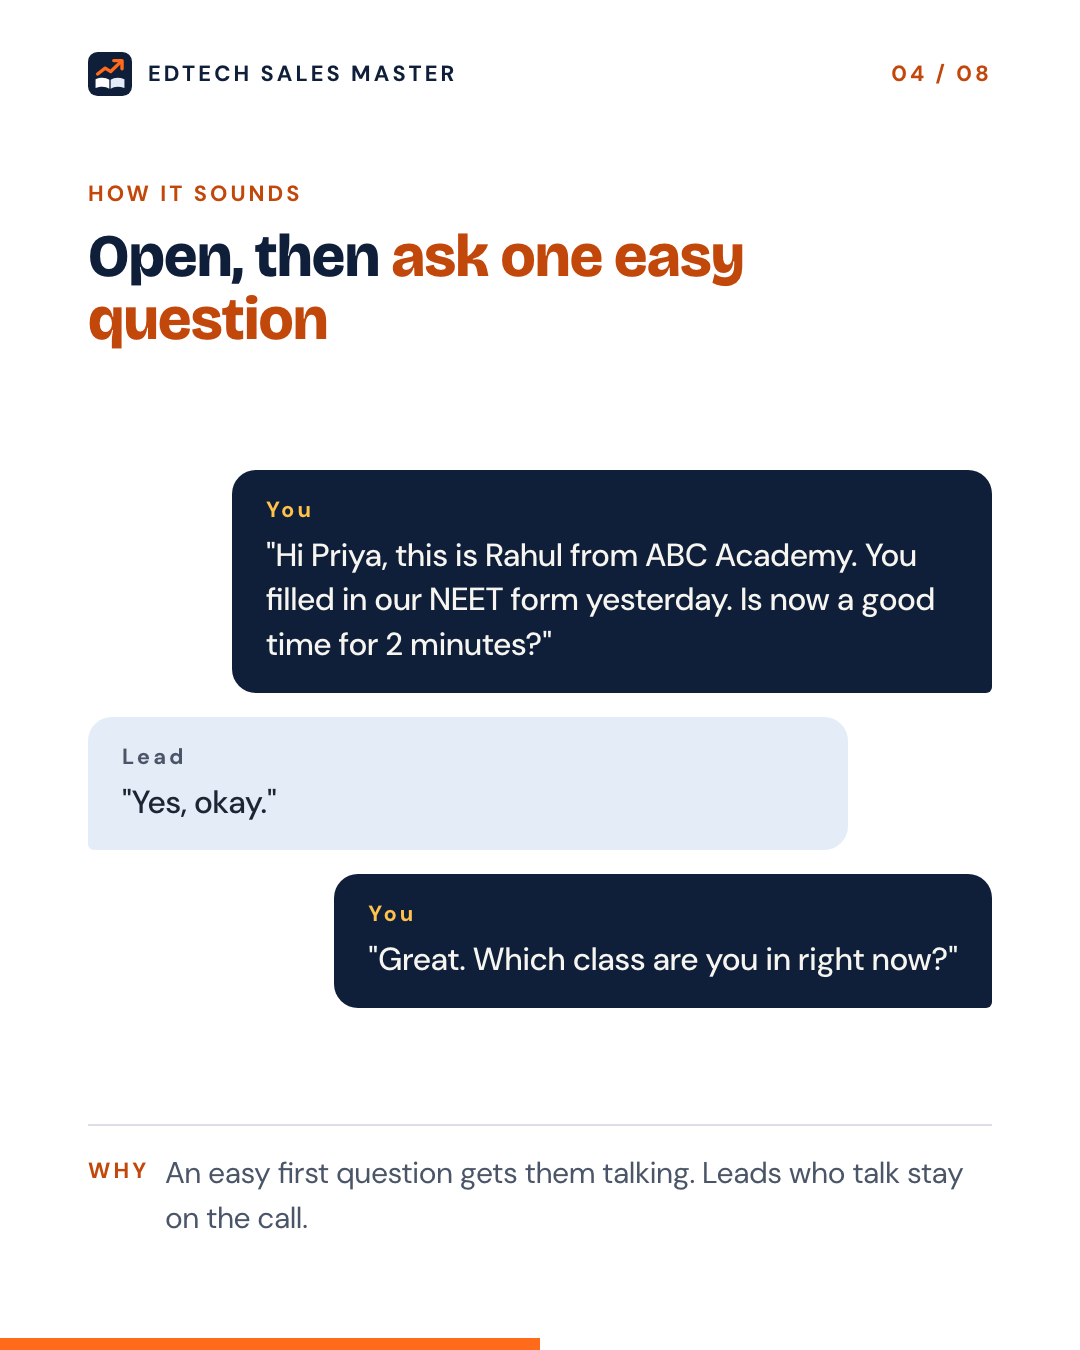 EDTECH SALES MASTER
04 / 08
HOW IT SOUNDS
Open, then ask one easy
question
You
"Hi Priya, this is Rahul from ABC Academy. You
filled in our NEET form yesterday. Is now a good
time for 2 minutes?"
Lead
"Yes, okay."
You
"Great. Which class are you in right now?"
WHY An easy first question gets them talking. Leads who talk stay
on the call.